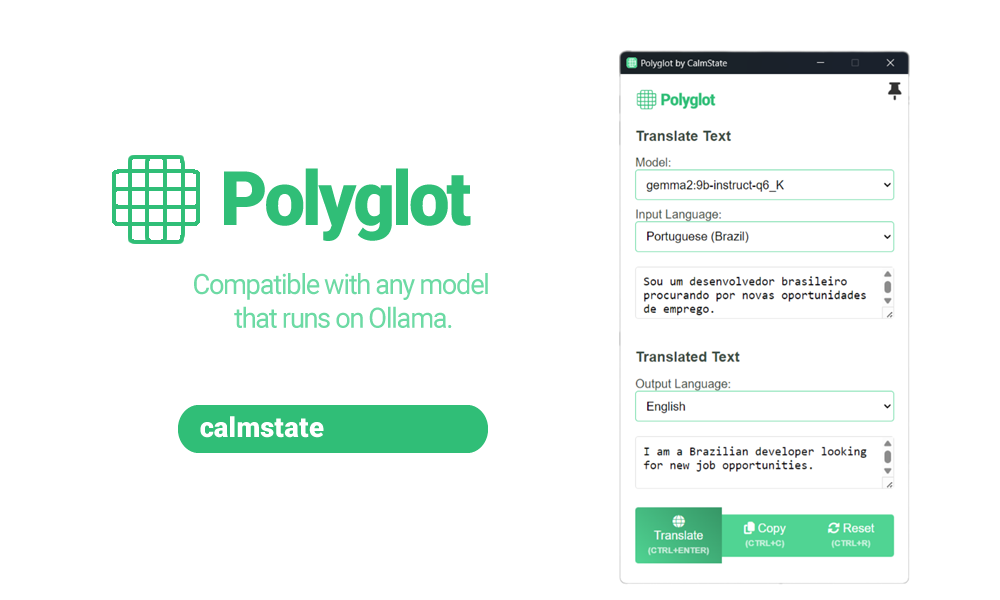 Polyglot
Compatible with any model
that runs on Ollama.
calmstate
Polyglot by CalmState
Polyglot
Translate Text
Model:
gemma2:9b-instruct-q6_K
Input Language:
Portuguese (Brazil)
Sou um desenvolvedor brasileiro
procurando por novas oportunidades
de emprego.
Translated Text
Output Language:
English
I am a Brazilian developer looking
for new job opportunities.
Translate
(CTRL+ENTER)
Copy
(CTRL+C)
Reset
(CTRL+R)